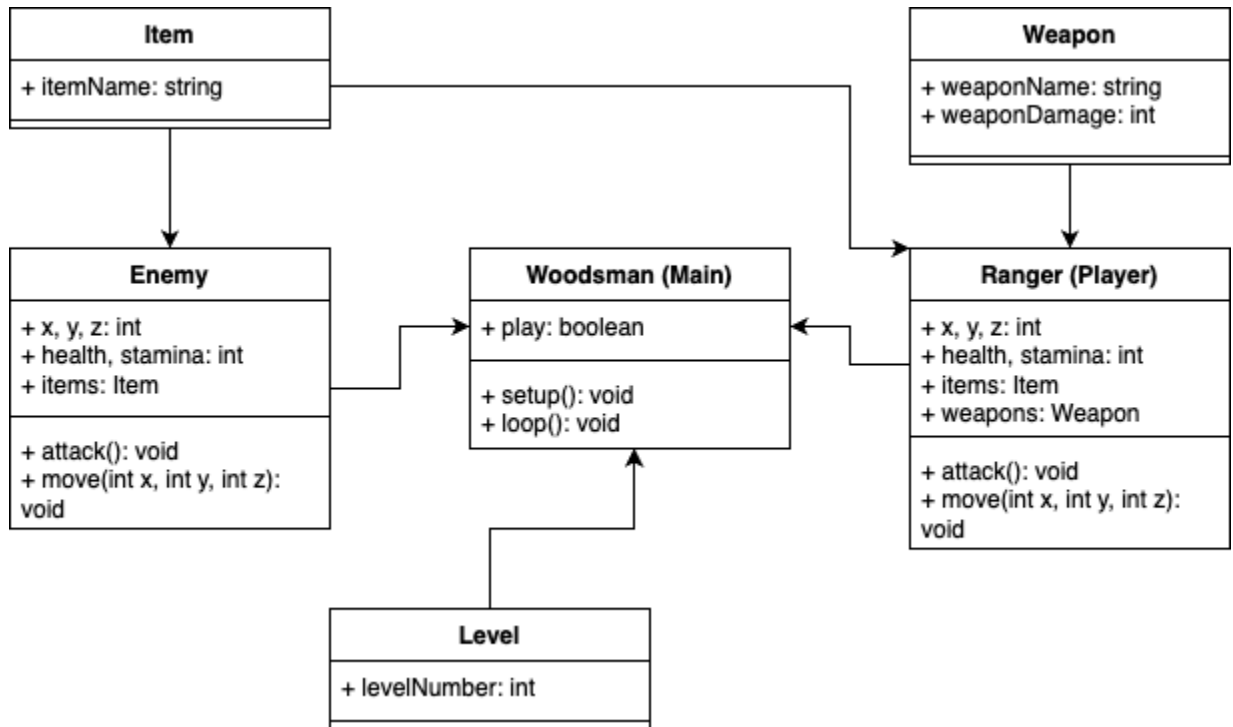 Item
+ itemName: string
Weapon
+ weaponName: string
+ weaponDamage: int
Enemy
+ x, y, z: int
+ health, stamina: int
+ items: Item
+ attack(): void
+ move(int x, int y, int z):
void
Woodsman (Main)
+ play: boolean
+ setup(): void
+ loop(): void
Ranger (Player)
+ x, y, z: int
+ health, stamina: int
+ items: Item
+ weapons: Weapon
+ attack(): void
+ move(int x, int y, int z):
void
Level
+ levelNumber: int